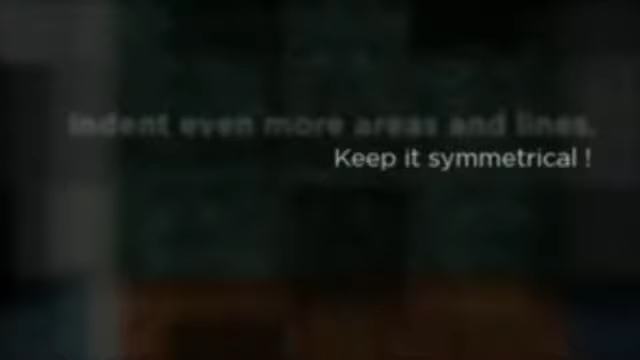 Indent even more areas and lines.
Keep it symmetrical !